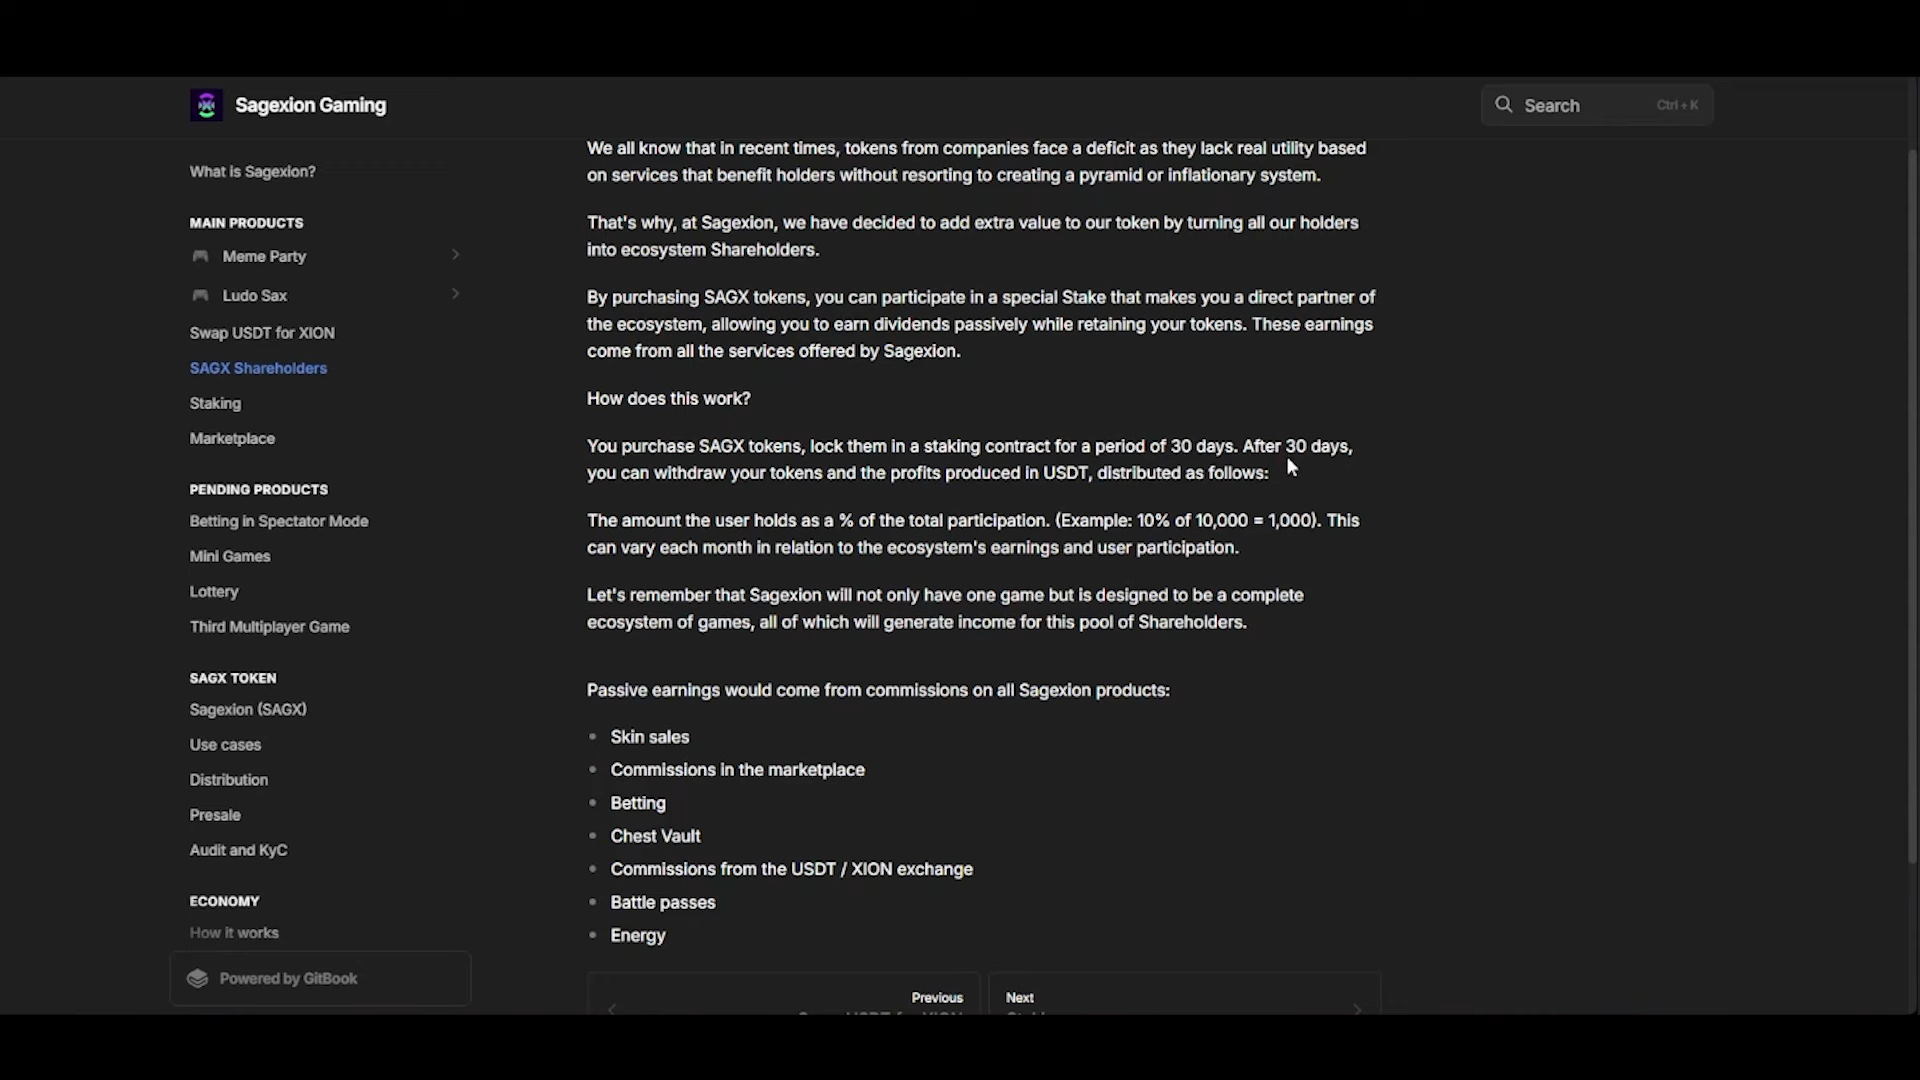 Sagexion Gaming
Search
Ctrl + K
What is Sagexion?
MAIN PRODUCTS
Meme Party
Ludo Sax
Swap USDT for XION
SAGX Shareholders
Staking
Marketplace
PENDING PRODUCTS
Betting in Spectator Mode
Mini Games
Lottery
Third Multiplayer Game
SAGX TOKEN
Sagexion (SAGX)
Use cases
Distribution
Presale
Audit and KyC
ECONOMY
How it works
Powered by GitBook
We all know that in recent times, tokens from companies face a deficit as they lack real utility based
on services that benefit holders without resorting to creating a pyramid or inflationary system.
That's why, at Sagexion, we have decided to add extra value to our token by turning all our holders
into ecosystem Shareholders.
By purchasing SAGX tokens, you can participate in a special Stake that makes you a direct partner of
the ecosystem, allowing you to earn dividends passively while retaining your tokens. These earnings
come from all the services offered by Sagexion.
How does this work?
You purchase SAGX tokens, lock them in a staking contract for a period of 30 days. After 30 days,
you can withdraw your tokens and the profits produced in USDT, distributed as follows:
The amount the user holds as a % of the total participation. (Example: 10% of 10,000 = 1,000). This
can vary each month in relation to the ecosystem's earnings and user participation.
Let's remember that Sagexion will not only have one game but is designed to be a complete
ecosystem of games, all of which will generate income for this pool of Shareholders.
Passive earnings would come from commissions on all Sagexion products:
Skin sales
Commissions in the marketplace
Betting
Chest Vault
Commissions from the USDT / XION exchange
Battle passes
Energy
Previous
Next